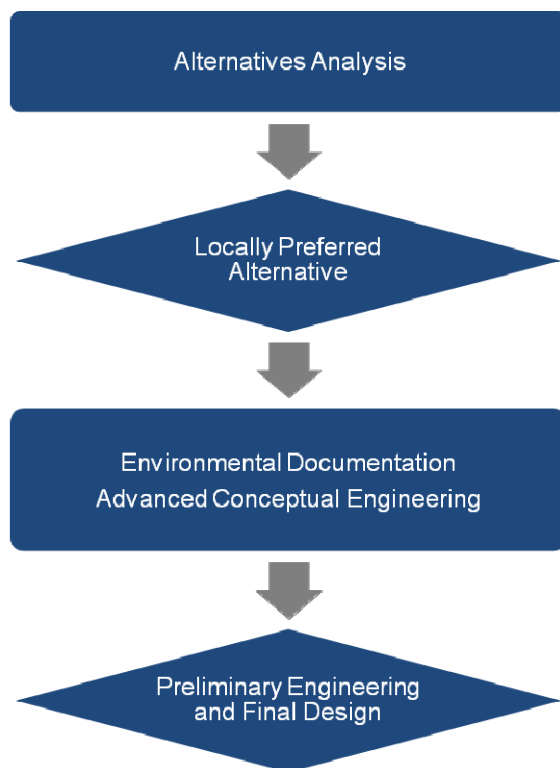 Alternatives Analysis
Locally Preferred
Alternative
Environmental Documentation
Advanced Conceptual Engineering
Preliminary Engineering
and Final Design